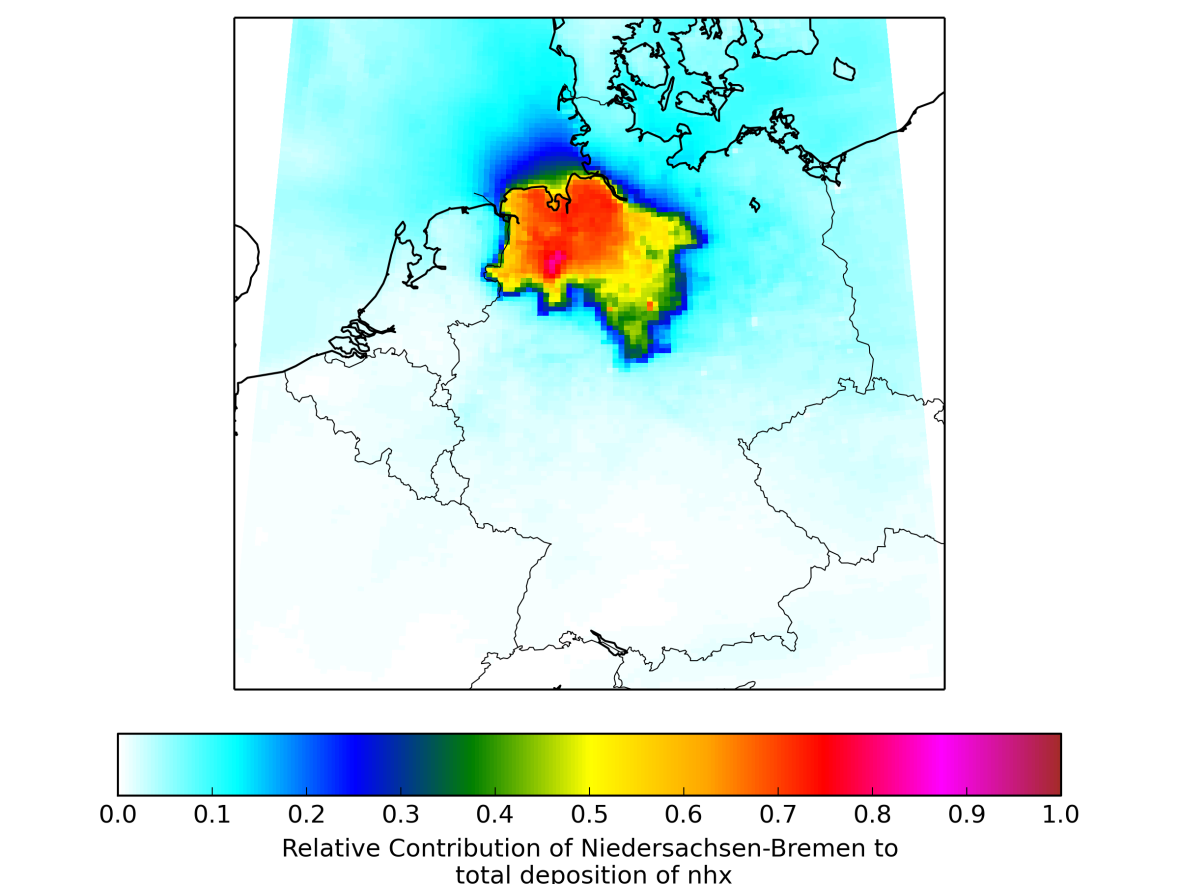 0.0 0.1 0.2 0.3 0.4 0.5 0.6 0.7 0.8 0.9 1.0
Relative Contribution of Niedersachsen-Bremen to
total deposition of nhx